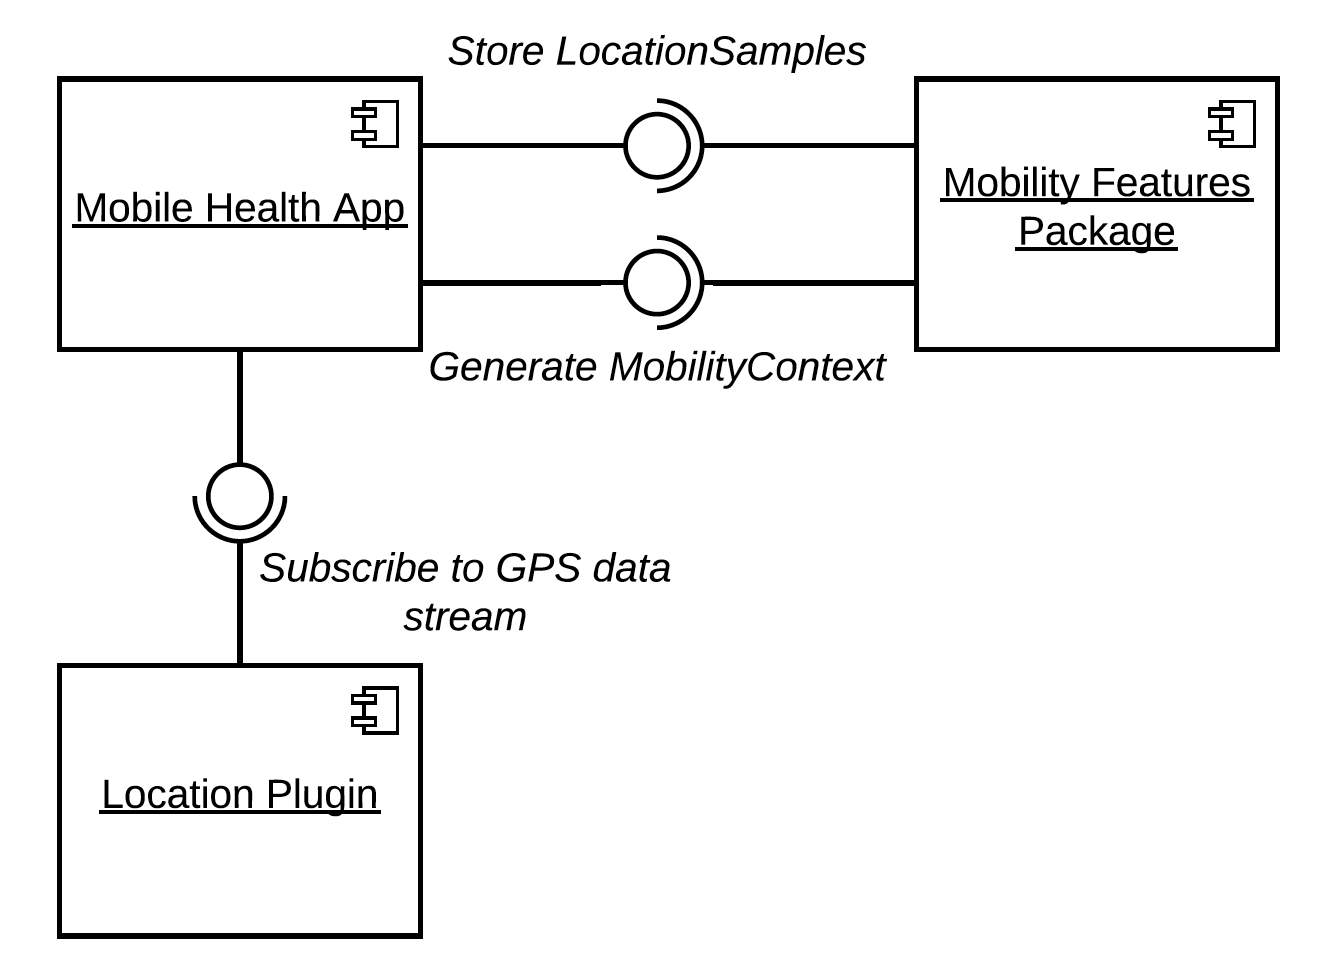 Store LocationSamples
Mobile Health App
Mobility Features
Package
Generate MobilityContext
Subscribe to GPS data
stream
Location Plugin